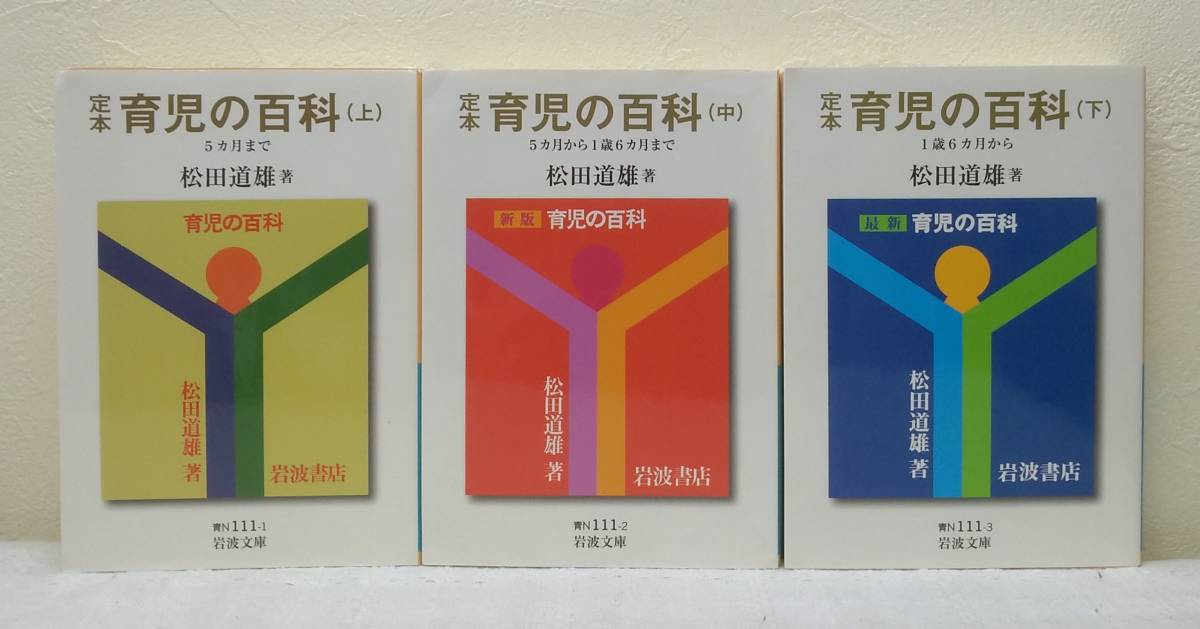 定本 育児の百科(上)
5カ月まで
松田道雄 著
育児の百科
松田道雄 著
岩波書店
青N111-1
岩波文庫
定本 育児の百科(中)
5カ月から1歳6カ月まで
松田道雄 著
新版 育児の百科
松田道雄 著
岩波書店
青N111-2
岩波文庫
定本 育児の百科(下)
1歳6カ月から
松田道雄 著
最新 育児の百科
松田道雄 著
岩波書店
青N111-3
岩波文庫